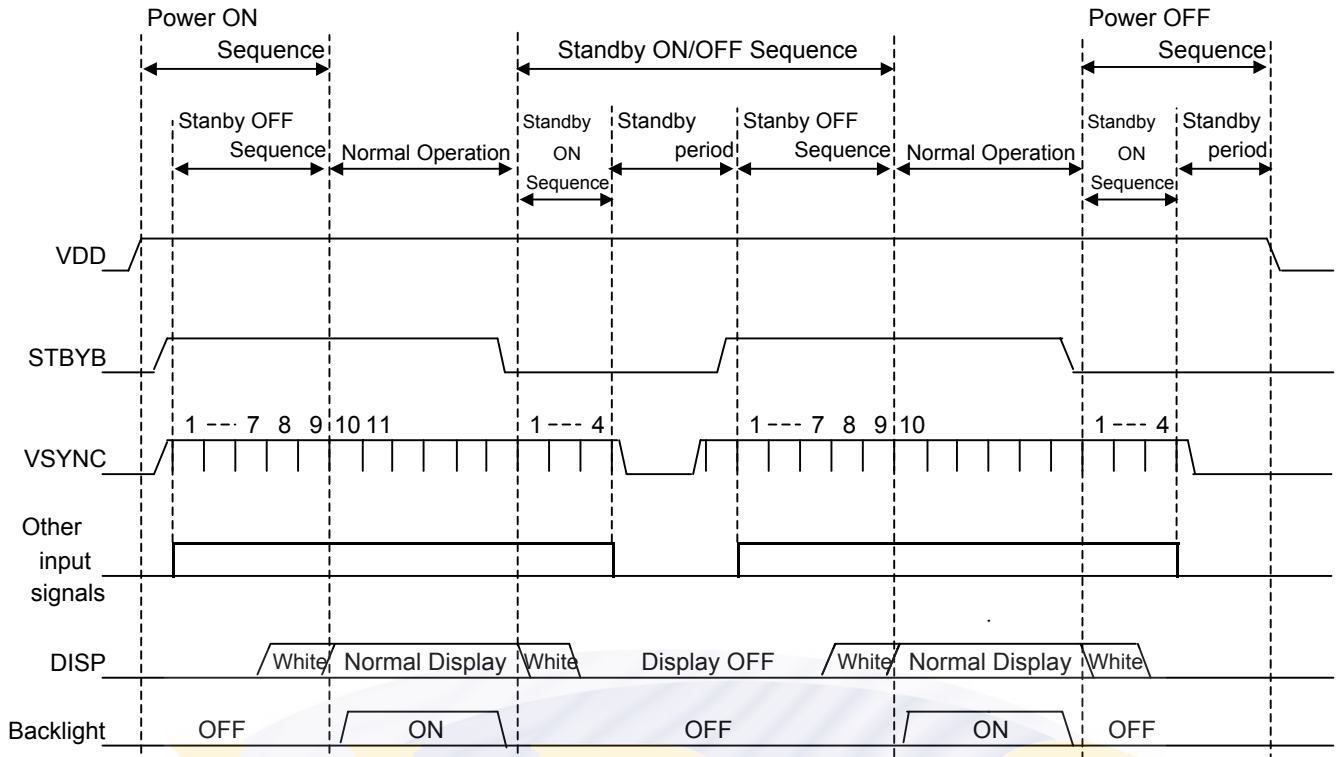 Power ON
Sequence
Standby ON/OFF Sequence
Power OFF
Sequence
Stanby OFF
Sequence
Normal Operation
Standby
ON
Sequence
Standby
period
Stanby OFF
Sequence
Normal Operation
Standby
ON
Sequence
Standby
period
VDD
STBYB
VSYNC
1 --- 7 8 9 10 11
1 --- 4
1 --- 7 8 9 10
1 --- 4
Other
input
signals
DISP
White
Normal Display
White
Display OFF
White
Normal Display
White
Backlight
OFF
ON
OFF
ON
OFF